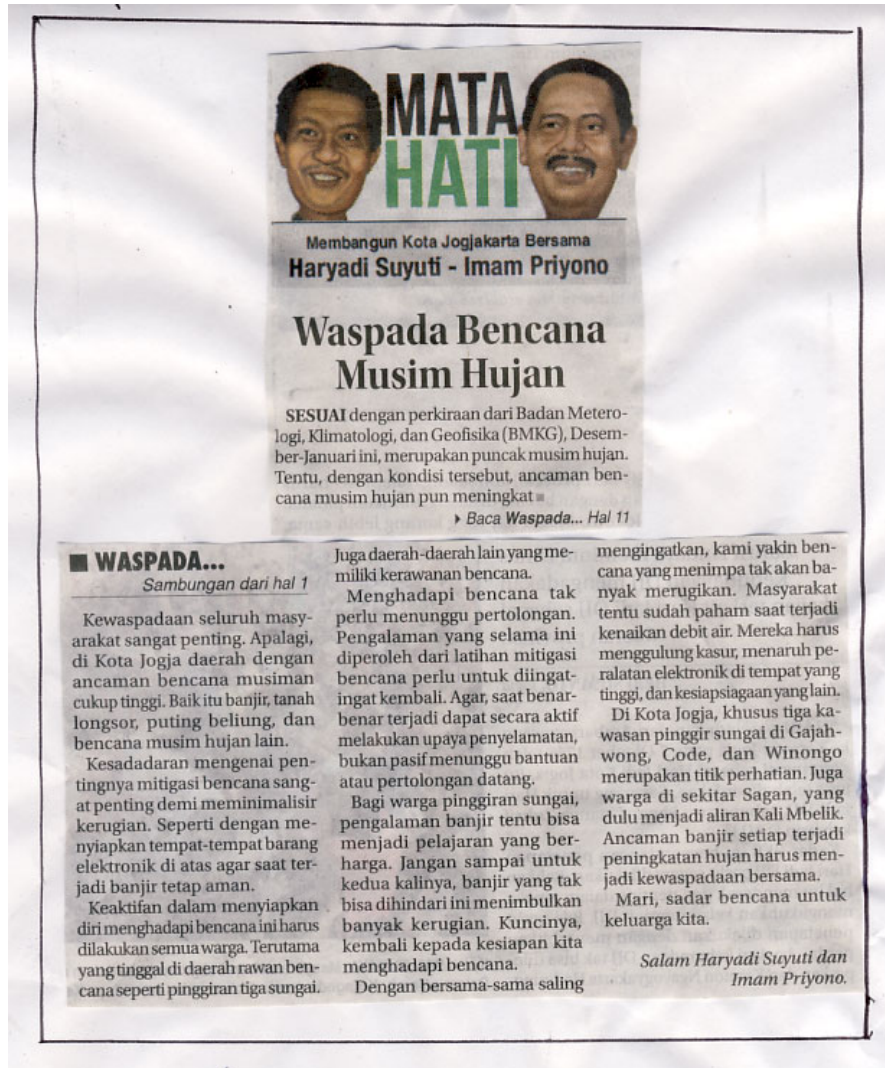 MATA
HATI
Membangun Kota Jogjakarta Bersama
Haryadi Suyuti - Imam Priyono
Waspada Bencana
Musim Hujan
SESUAI dengan perkiraan dari Badan Metero-
logi, Klimatologi, dan Geofisika (BMKG), Desem-
ber-Januari ini, merupakan puncak musim hujan.
Tentu, dengan kondisi tersebut, ancaman ben-
cana musim hujan pun meningkat
Baca Waspada... Hal 11
WASPADA...
Sambungan dari hal 1
Kewaspadaan seluruh masy-
arakat sangat penting. Apalagi,
di Kota Jogja daerah dengan
ancaman bencana musiman
cukup tinggi. Baik itu banjir, tanah
longsor, puting beliung, dan
bencana musim hujan lain.
Kesadadaran mengenai pen-
tingnya mitigasi bencana sang-
at penting demi meminimalisir
kerugian. Seperti dengan me-
nyiapkan tempat-tempat barang
elektronik di atas agar saat ter-
jadi banjir tetap aman.
Keaktifan dalam menyiapkan
diri menghadapi bencana ini harus
dilakukan semua warga. Terutama
yang tinggal di daerah rawan ben-
cana seperti pinggiran tiga sungai.
Juga daerah-daerah lain yang me-
miliki kerawanan bencana.
Menghadapi bencana tak
perlu menunggu pertolongan.
Pengalaman yang selama ini
diperoleh dari latihan mitigasi
bencana perlu untuk diingat-
ingat kembali. Agar, saat benar-
benar terjadi dapat secara aktif
melakukan upaya penyelamatan,
bukan pasif menunggu bantuan
atau pertolongan datang.
Bagi warga pinggiran sungai,
pengalaman banjir tentu bisa
menjadi pelajaran yang ber-
harga. Jangan sampai untuk
kedua kalinya, banjir yang tak
bisa dihindari ini menimbulkan
banyak kerugian. Kuncinya,
kembali kepada kesiapan kita
menghadapi bencana.
Dengan bersama-sama saling
mengingatkan, kami yakin ben-
cana yang menimpa tak akan ba-
nyak merugikan. Masyarakat
tentu sudah paham saat terjadi
kenaikan debit air. Mereka harus
menggulung kasur, menaruh pe-
ralatan elektronik di tempat yang
tinggi, dan kesiapsiagaan yang lain.
Di Kota Jogja, khusus tiga ka-
wasan pinggir sungai di Gajah-
wong, Code, dan Winongo
merupakan titik perhatian. Juga
warga di sekitar Sagan, yang
dulu menjadi aliran Kali Mbelik.
Ancaman banjir setiap terjadi
peningkatan hujan harus men-
jadi kewaspadaan bersama.
Mari, sadar bencana untuk
keluarga kita.
Salam Haryadi Suyuti dan
Imam Priyono.